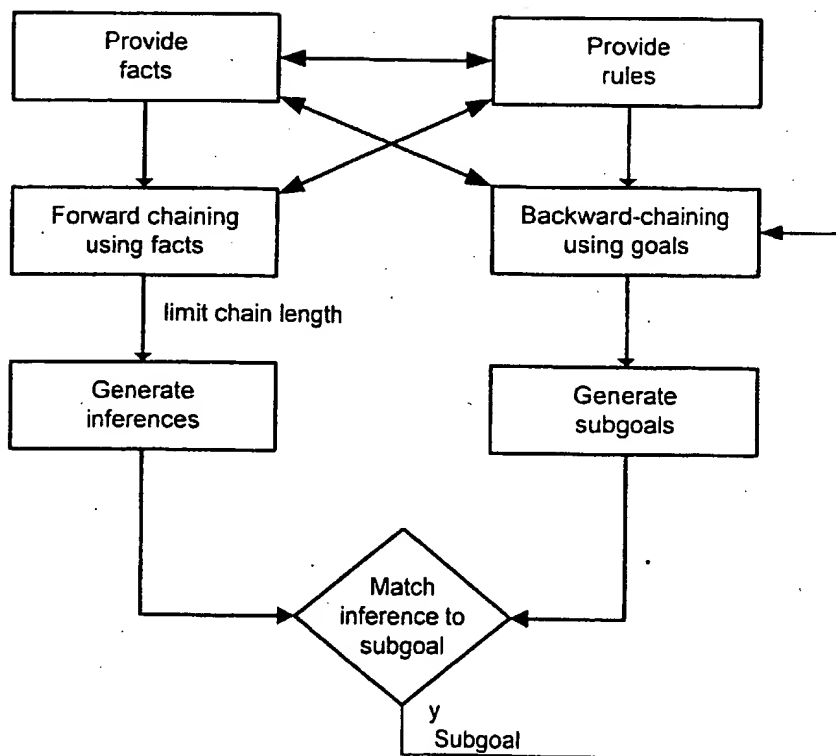 Provide
facts
Provide
rules
Forward chaining
using facts
Backward-chaining
using goals
limit chain length
Generate
inferences
Generate
subgoals
Match
inference to
subgoal
y
Subgoal